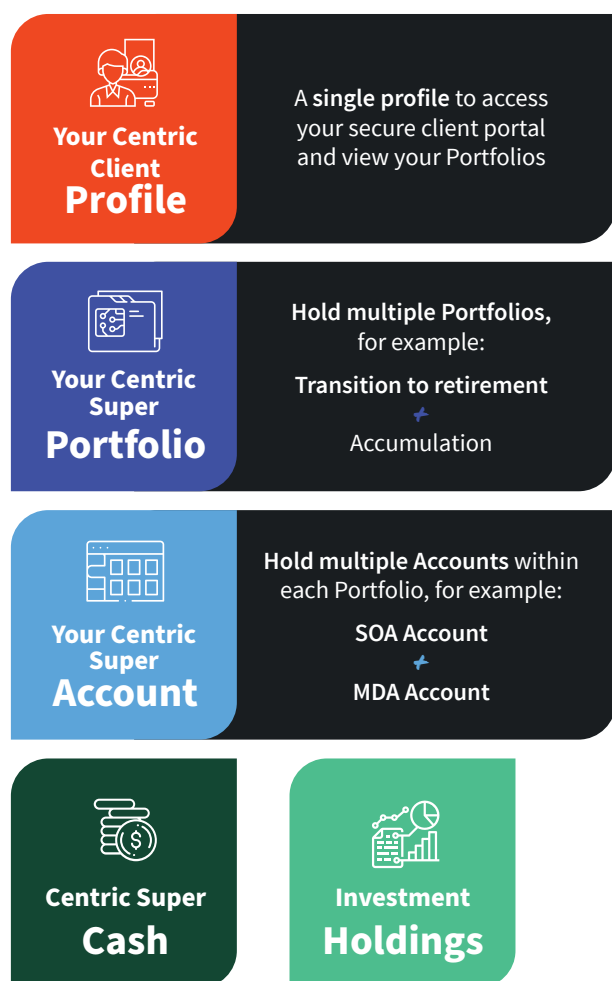 Your Centric
Client
Profile
A single profile to access
your secure client portal
and view your Portfolios
Your Centric
Super
Portfolio
Hold multiple Portfolios,
for example:
Transition to retirement
+
Accumulation
Your Centric
Super
Account
Hold multiple Accounts within
each Portfolio, for example:
SOA Account
+
MDA Account
Centric Super
Cash
Investment
Holdings